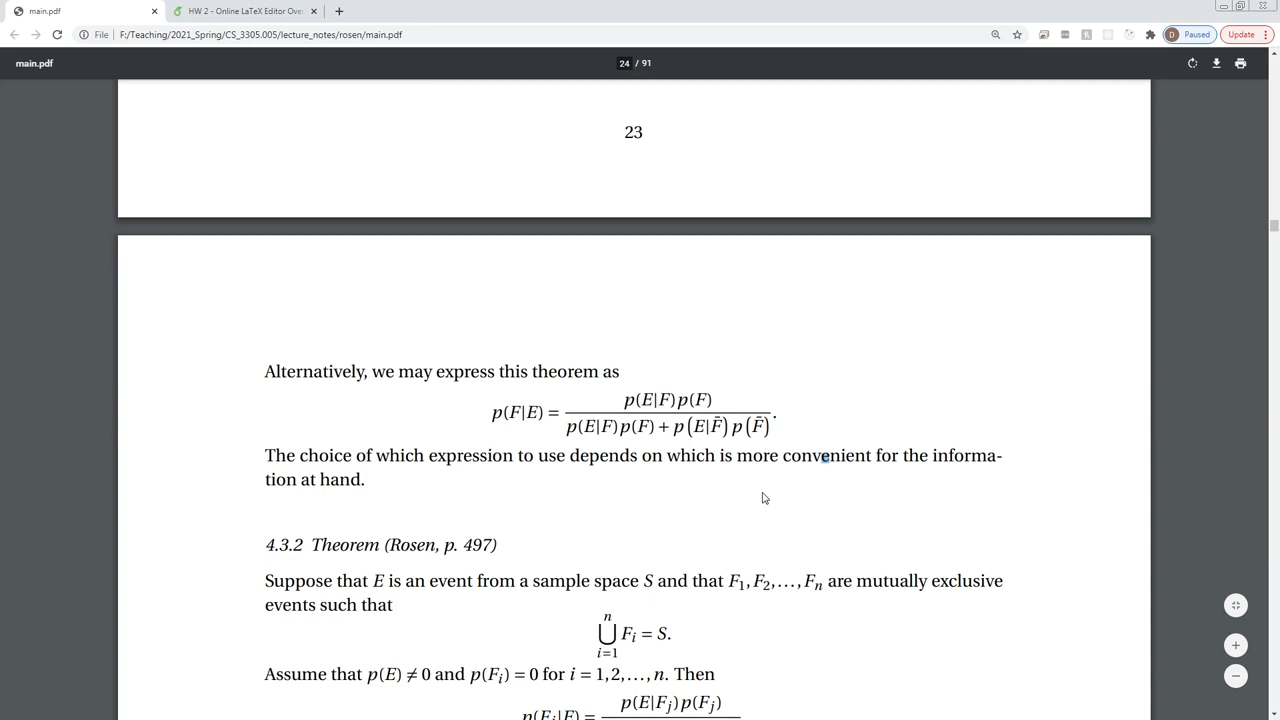 main.pdf
HW 2 - Online LaTeX Editor Over
File
F:/Teaching/2021_Spring/CS_3305.005/lecture_notes/rosen/main.pdf
D Paused
Update
main.pdf
24 / 91
23
Alternatively, we may express this theorem as
p(F|E) = p(E|F)p(F) / p(E|F)p(F) + p(E|F̄)p(F̄).
The choice of which expression to use depends on which is more convenient for the informa-
tion at hand.
4.3.2 Theorem (Rosen, p. 497)
Suppose that E is an event from a sample space S and that F₁, F₂, ..., Fₙ are mutually exclusive
events such that
n
⋃ Fᵢ = S.
i=1
Assume that p(E) ≠ 0 and p(Fᵢ) = 0 for i = 1, 2, ..., n. Then
p(Fⱼ|E) = p(E|Fⱼ)p(Fⱼ)